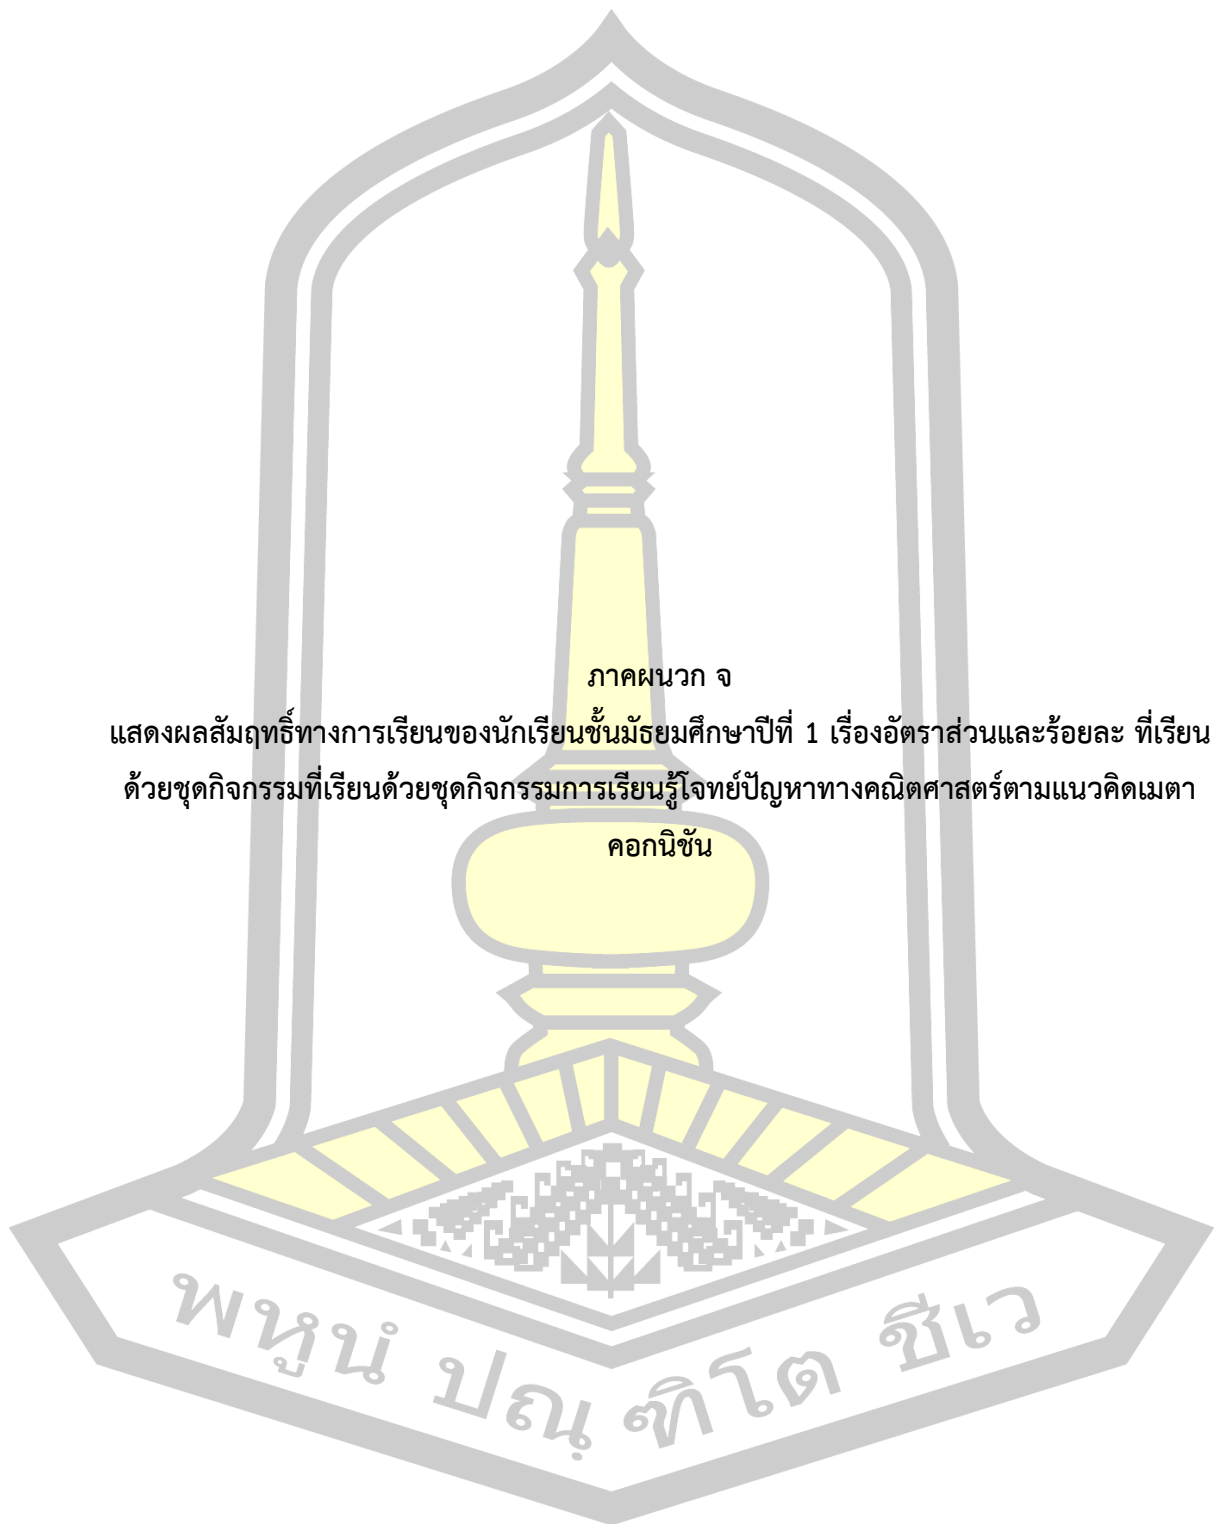 ภาคผนวก จ
แสดงผลสัมฤทธิ์ทางการเรียนของนักเรียนชั้นมัธยมศึกษาปีที่ 1 เรื่องอัตราส่วนและร้อยละ ที่เรียน
ด้วยชุดกิจกรรมที่เรียนด้วยชุดกิจกรรมการเรียนรู้โจทย์ปัญหาทางคณิตศาสตร์ตามแนวคิดเมตา
คอกนิชัน
พหูนํ ปณฺฑิโต ชีเว